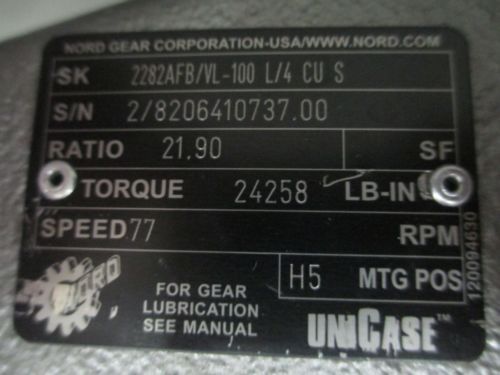 NORD GEAR CORPORATION-USA/WWW.NORD.COM
SK 2282AFB/VL-100 L/4 CU S
S/N 2/8206410737.00
RATIO 21.90 SF
TORQUE 24258 LB-IN
SPEED 77 RPM
H5 MTG POS
NORD
FOR GEAR
LUBRICATION
SEE MANUAL
UNICASE™
120094630